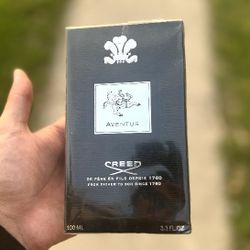 AVENTUS
CREED
DE PÈRE EN FILS DEPUIS 1760
FROM FATHER TO SON SINCE 1760
100 ML 3.3 FL.OZ